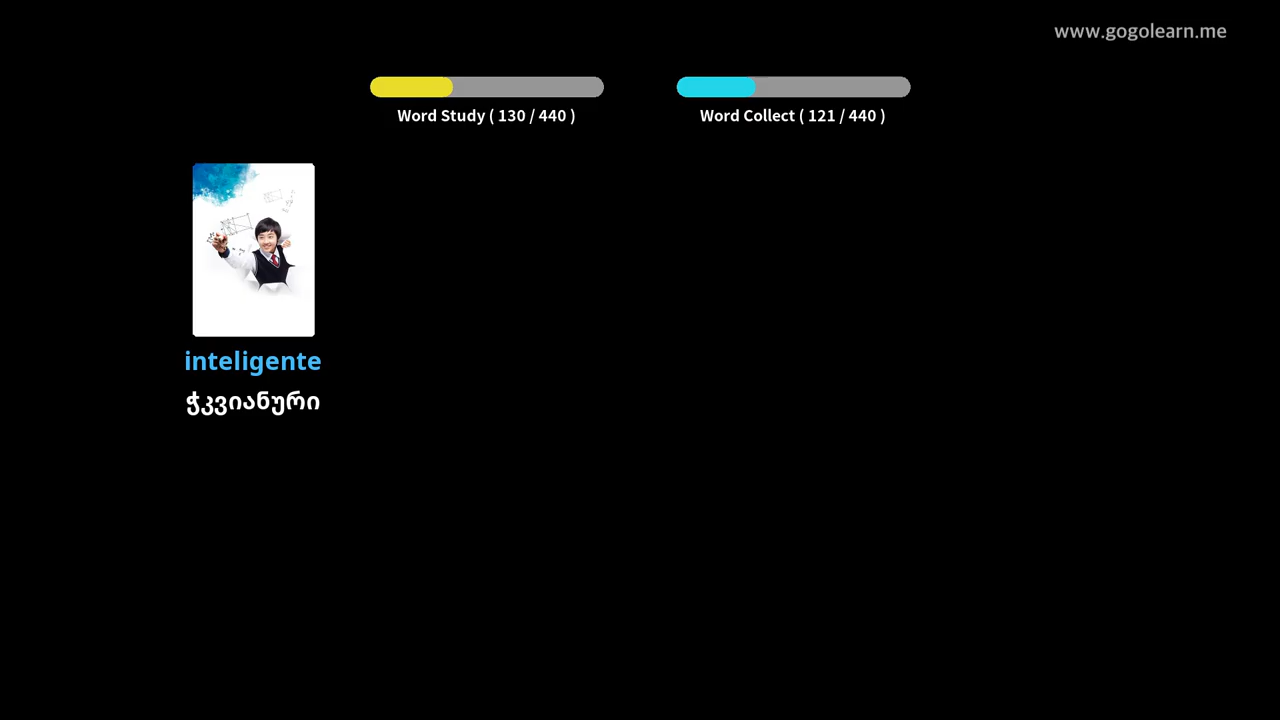 www.gogolearn.me
Word Study ( 130 / 440 )
Word Collect ( 121 / 440 )
inteligente
ჭკვიანური